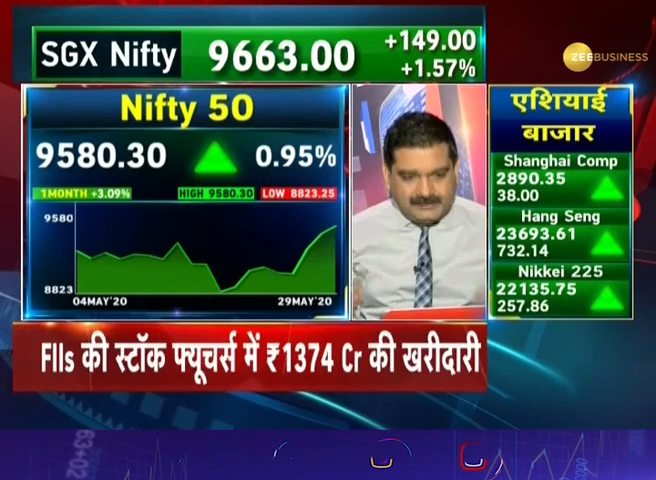 SGX Nifty 9663.00 +149.00
+1.57%
ZEEBUSINESS
Nifty 50
9580.30 0.95%
1MONTH +3.09% HIGH 9580.30 LOW 8823.25
9580
8823
04MAY'20 29MAY'20
एशियाई
बाजार
Shanghai Comp
2890.35
38.00
Hang Seng
23693.61
732.14
Nikkei 225
22135.75
257.86
FIIs की स्टॉक फ्यूचर्स में ₹1374 Cr की खरीदारी
63+02